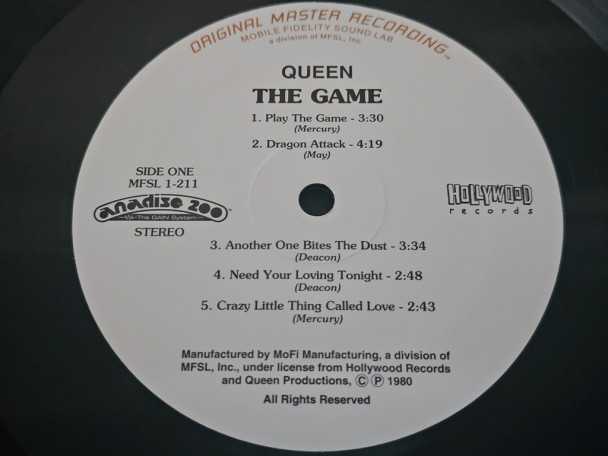 ORIGINAL MASTER RECORDING™
MOBILE FIDELITY SOUND LAB
a division of MFSL, Inc.
QUEEN
THE GAME
1. Play The Game - 3:30
(Mercury)
2. Dragon Attack - 4:19
(May)
SIDE ONE
MFSL 1-211
anadisq 200™
Via The GAIN System™
STEREO
HOLLYWOOD
records
3. Another One Bites The Dust - 3:34
(Deacon)
4. Need Your Loving Tonight - 2:48
(Deacon)
5. Crazy Little Thing Called Love - 2:43
(Mercury)
Manufactured by MoFi Manufacturing, a division of
MFSL, Inc., under license from Hollywood Records
and Queen Productions, Ⓒ Ⓟ 1980
All Rights Reserved